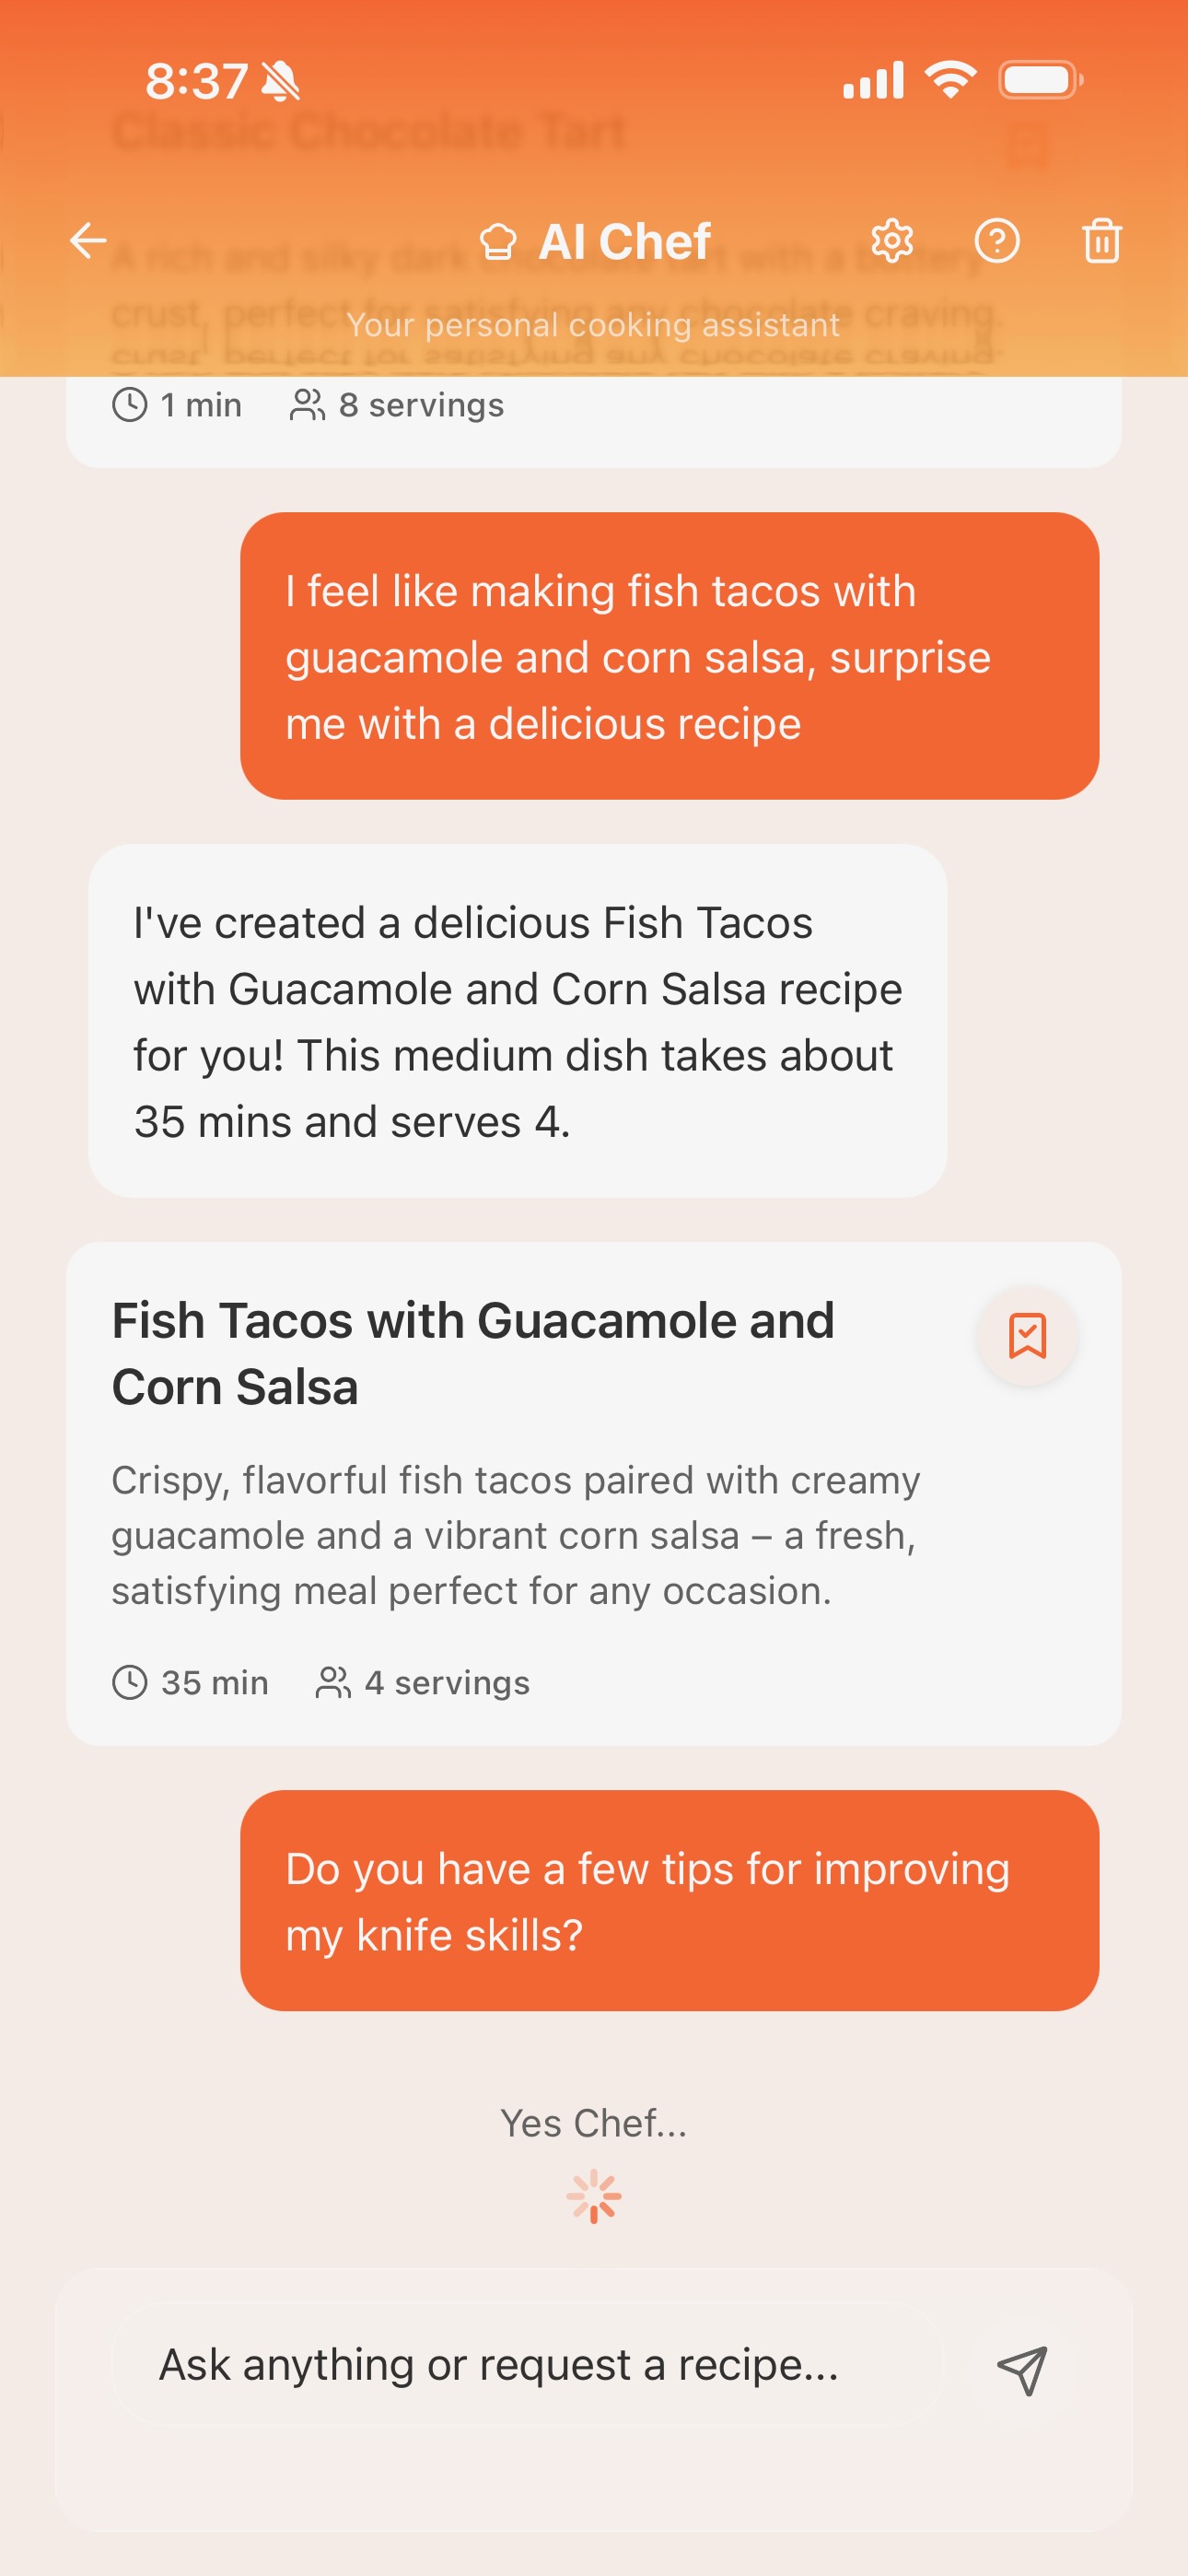 8:37
Classic Chocolate Tart
AI Chef
A rich and silky dark chocolate tart with a buttery
crust, perfect for satisfying any chocolate craving.
Your personal cooking assistant
1 min 8 servings
I feel like making fish tacos with
guacamole and corn salsa, surprise
me with a delicious recipe
I've created a delicious Fish Tacos
with Guacamole and Corn Salsa recipe
for you! This medium dish takes about
35 mins and serves 4.
Fish Tacos with Guacamole and
Corn Salsa
Crispy, flavorful fish tacos paired with creamy
guacamole and a vibrant corn salsa – a fresh,
satisfying meal perfect for any occasion.
35 min 4 servings
Do you have a few tips for improving
my knife skills?
Yes Chef...
Ask anything or request a recipe...